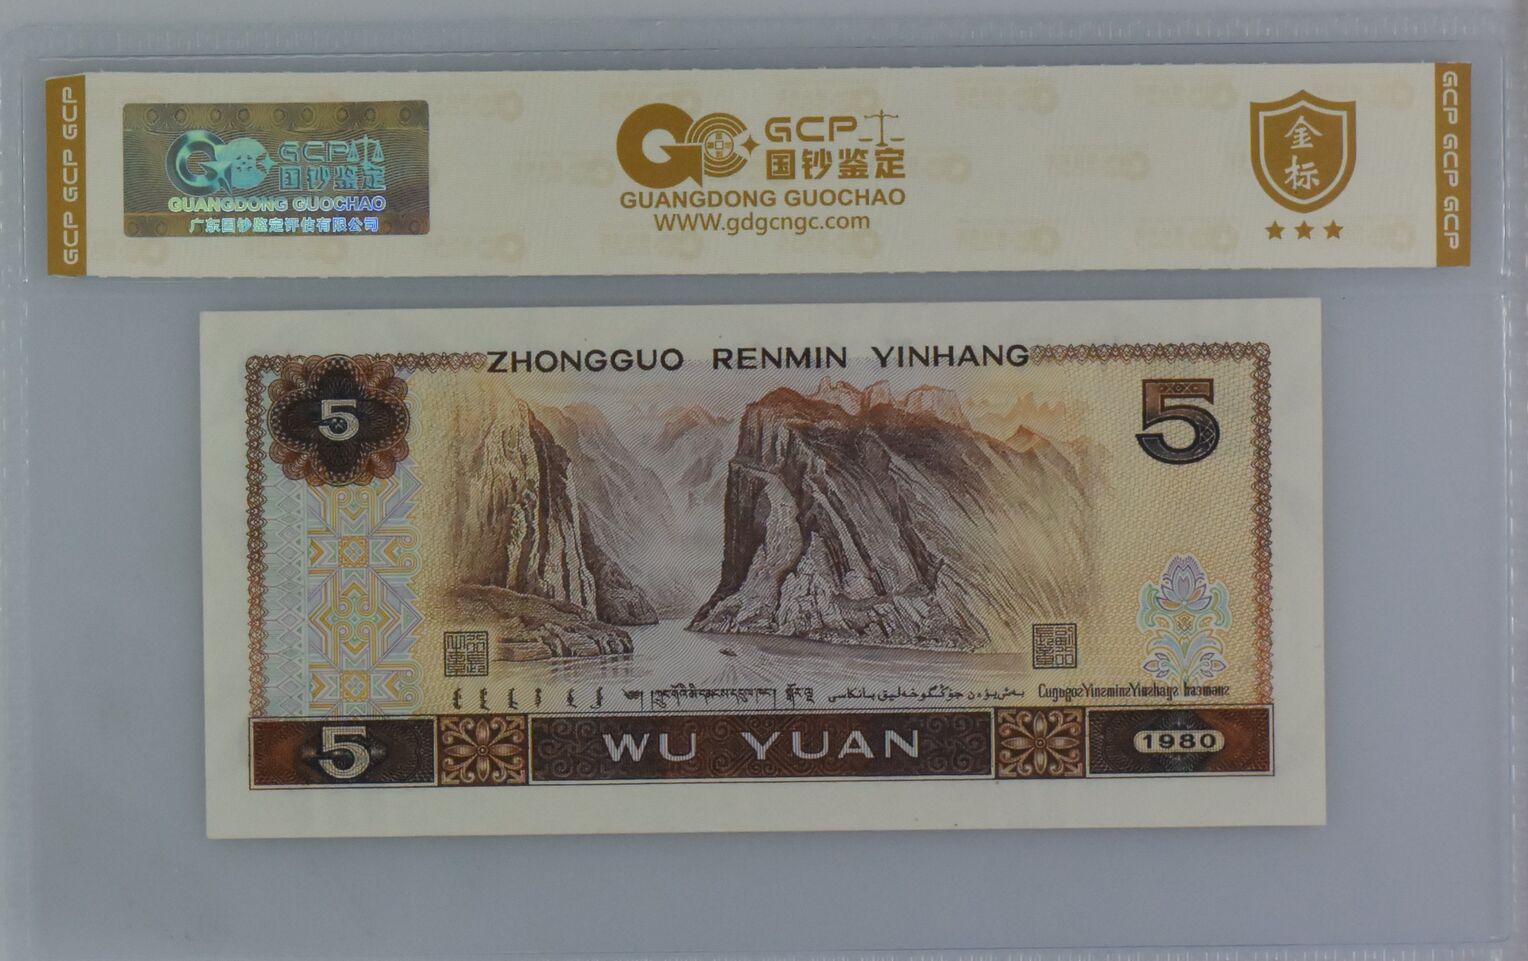 GCP GCP GCP
GCP
国钞鉴定
GUANGDONG GUOCHAO
广东国钞鉴定评估有限公司
GCP
国钞鉴定
GUANGDONG GUOCHAO
WWW.gdgcngc.com
金
标
GCP GCP GCP
ZHONGGUO RENMIN YINHANG
5
5
5
WU YUAN
1980